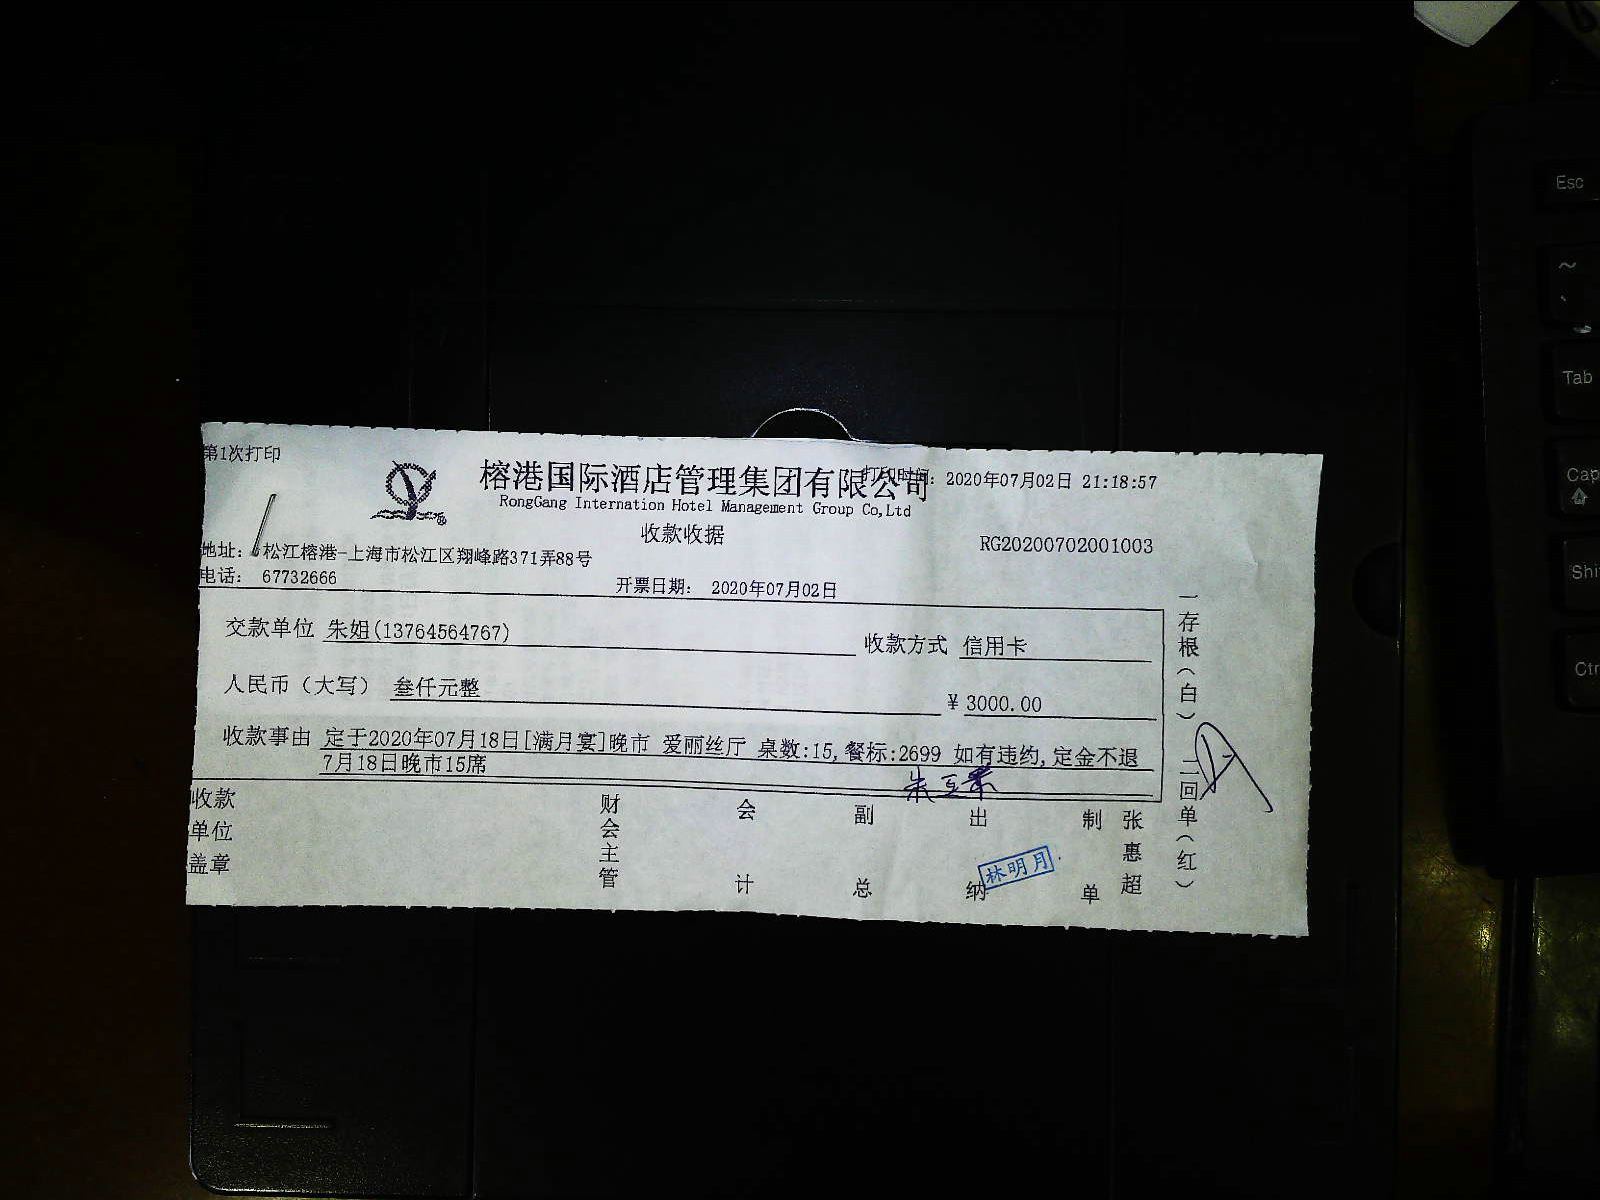 第1次打印
榕港国际酒店管理集团有限公司
打印时间: 2020年07月02日 21:18:57
RongGang Internation Hotel Management Group Co,Ltd
收款收据
RG20200702001003
地址: 松江榕港-上海市松江区翔峰路371弄88号
电话: 67732666
开票日期: 2020年07月02日
交款单位 朱姐(13764564767)
收款方式 信用卡
人民币（大写） 叁仟元整
¥ 3000.00
收款事由 定于2020年07月18日[满月宴]晚市 爱丽丝厅 桌数:15,餐标:2699 如有违约,定金不退
7月18日晚市15席
收款单位盖章
财会主管
会计
副总
出纳
林明月
制单
张惠超
一存根(白) 二回单(红)
Esc
~
Tab
Cap
Shi
Ctr